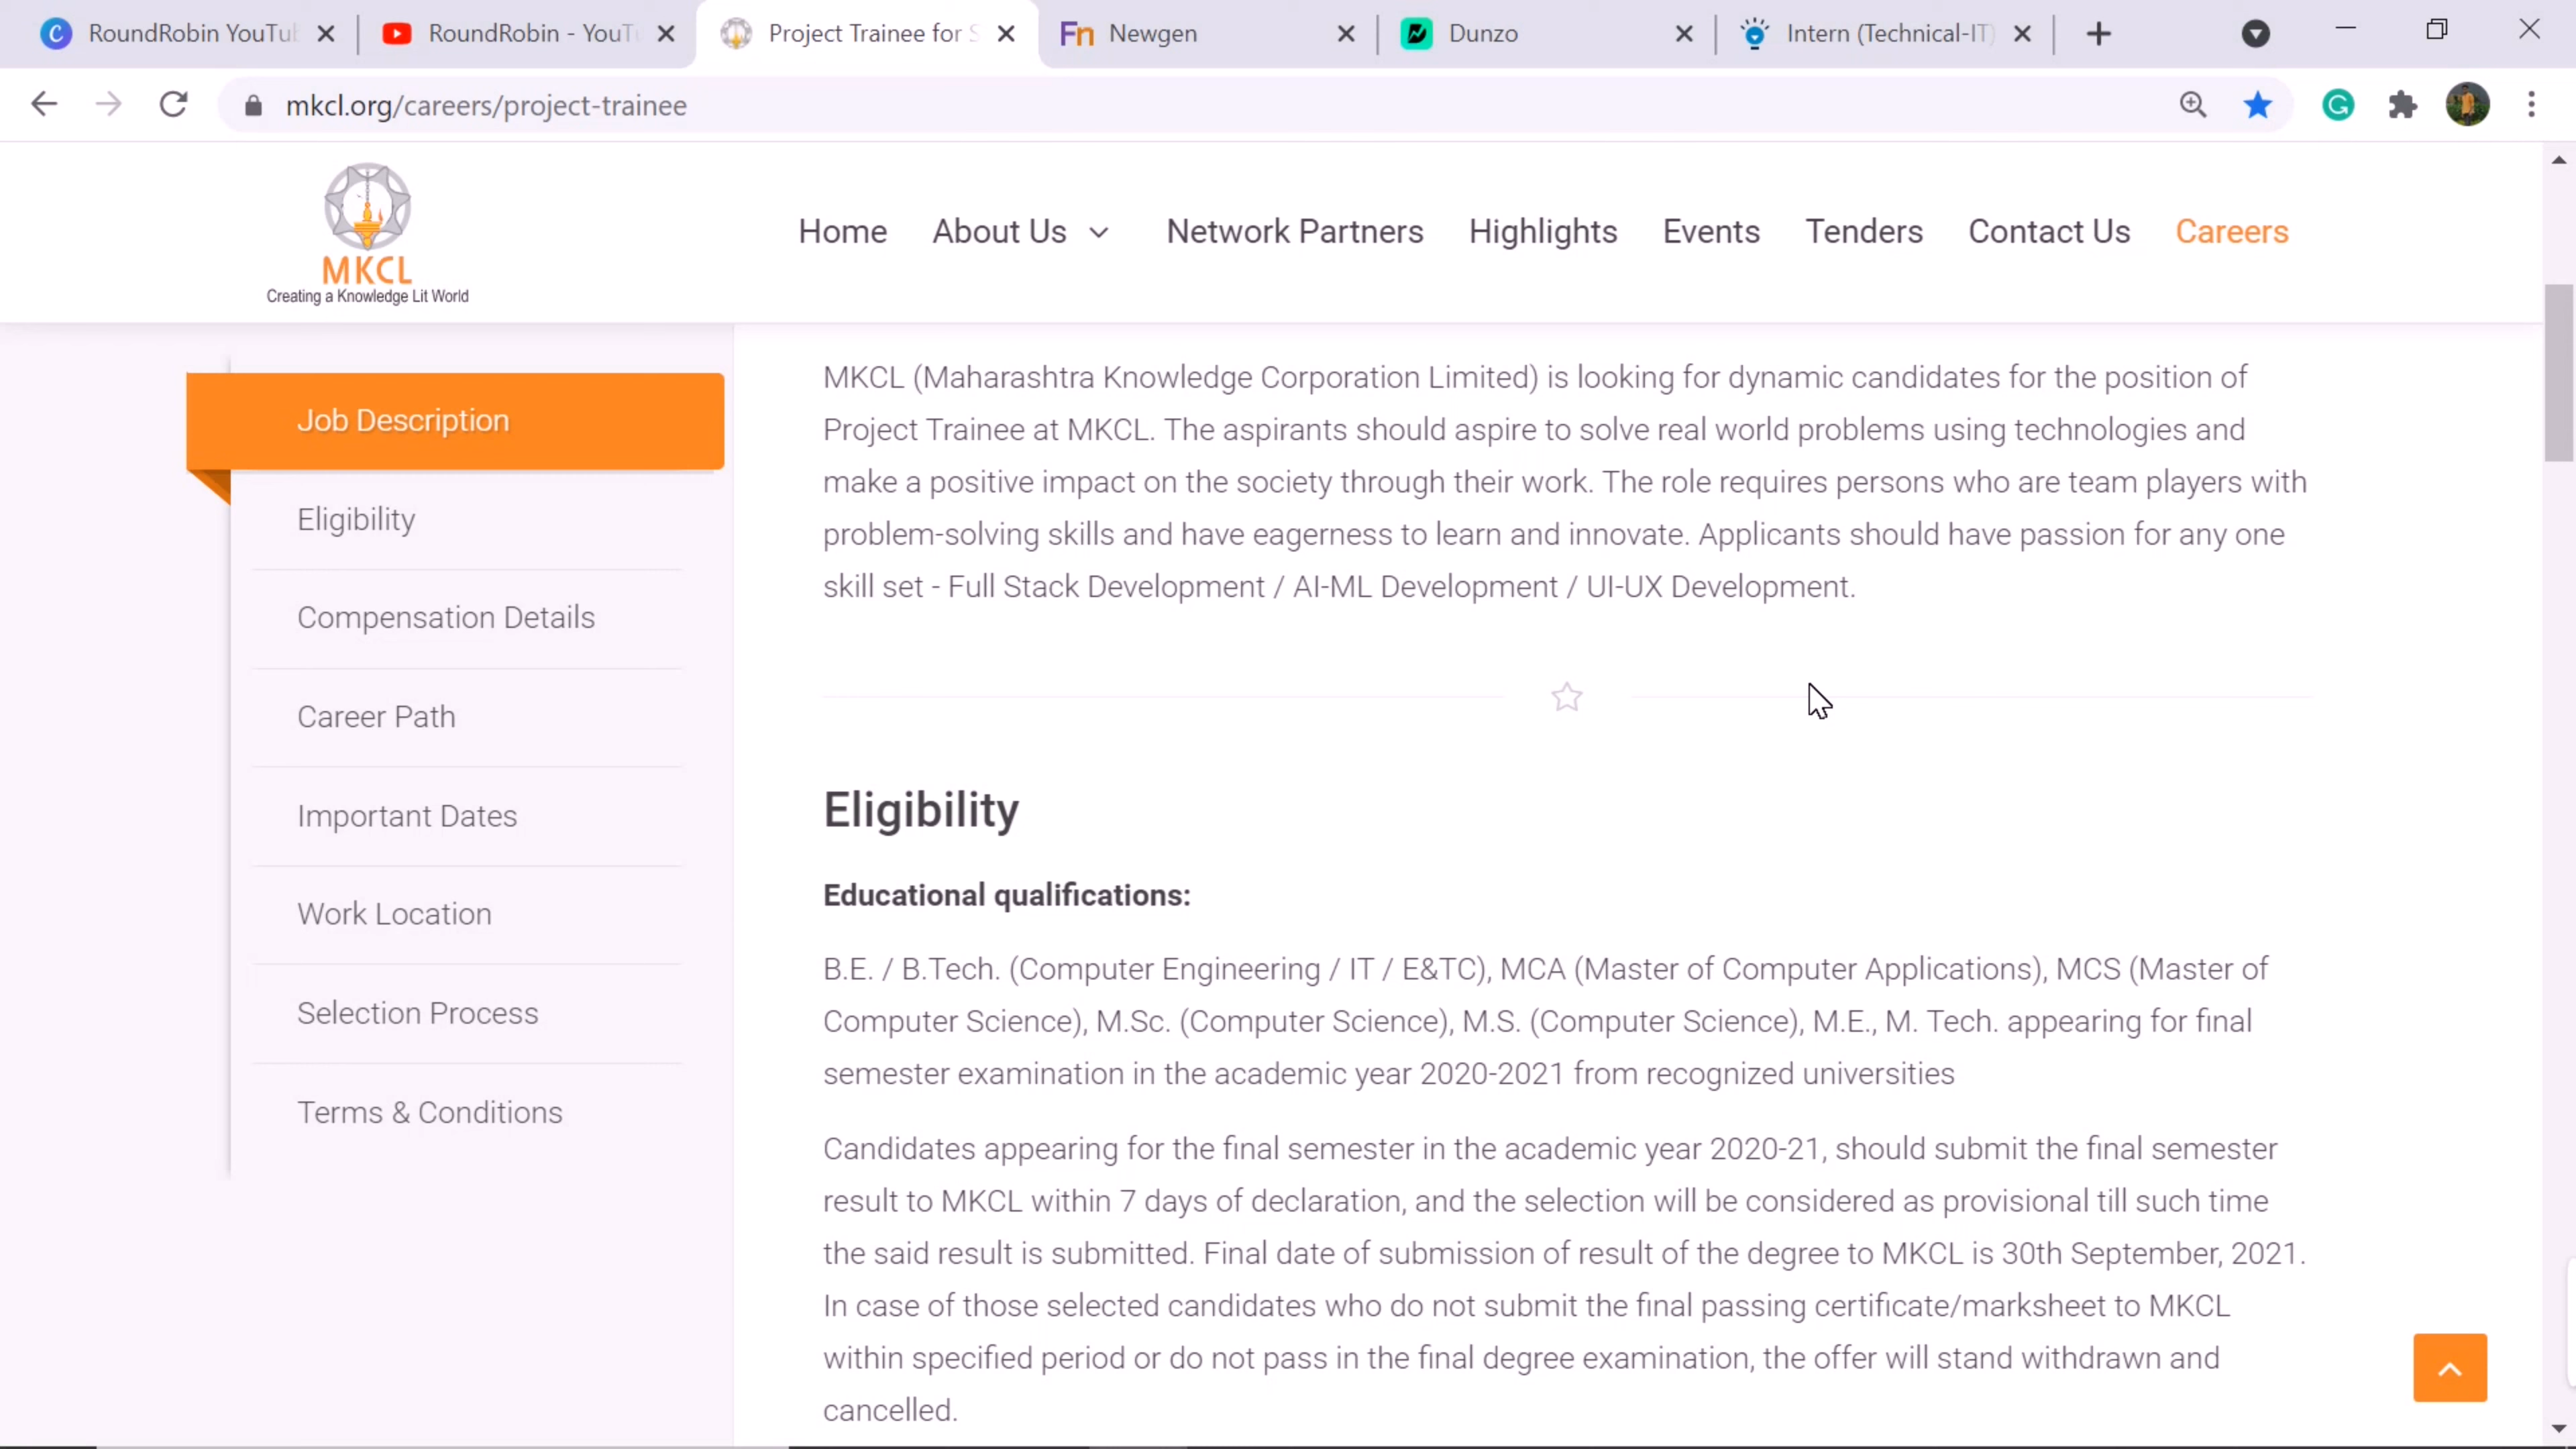 RoundRobin YouTu
RoundRobin - YouTu
Project Trainee for S
Newgen
Dunzo
Intern (Technical-IT)
mkcl.org/careers/project-trainee
MKCL
Creating a Knowledge Lit World
Home
About Us
Network Partners
Highlights
Events
Tenders
Contact Us
Careers
Job Description
Eligibility
Compensation Details
Career Path
Important Dates
Work Location
Selection Process
Terms & Conditions
MKCL (Maharashtra Knowledge Corporation Limited) is looking for dynamic candidates for the position of
Project Trainee at MKCL. The aspirants should aspire to solve real world problems using technologies and
make a positive impact on the society through their work. The role requires persons who are team players with
problem-solving skills and have eagerness to learn and innovate. Applicants should have passion for any one
skill set - Full Stack Development / AI-ML Development / UI-UX Development.
Eligibility
Educational qualifications:
B.E. / B.Tech. (Computer Engineering / IT / E&TC), MCA (Master of Computer Applications), MCS (Master of
Computer Science), M.Sc. (Computer Science), M.S. (Computer Science), M.E., M. Tech. appearing for final
semester examination in the academic year 2020-2021 from recognized universities
Candidates appearing for the final semester in the academic year 2020-21, should submit the final semester
result to MKCL within 7 days of declaration, and the selection will be considered as provisional till such time
the said result is submitted. Final date of submission of result of the degree to MKCL is 30th September, 2021.
In case of those selected candidates who do not submit the final passing certificate/marksheet to MKCL
within specified period or do not pass in the final degree examination, the offer will stand withdrawn and
cancelled.